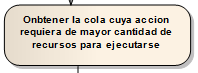 Onbtener la cola cuya accion
requiera de mayor cantidad de
recursos para ejecutarse